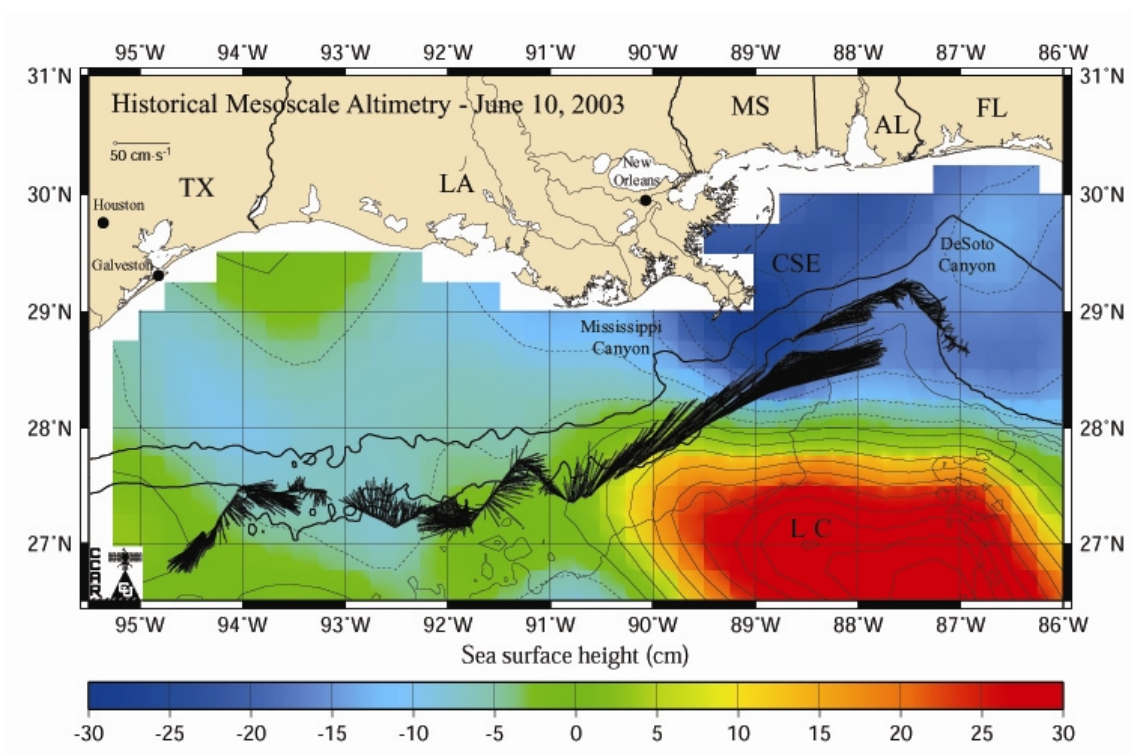 95°W 94°W 93°W 92°W 91°W 90°W 89°W 88°W 87°W 86°W
31°N 31°N
Historical Mesoscale Altimetry - June 10, 2003
MS
FL
AL
50 cm·s⁻¹
New
Orleans
TX
LA
30°N 30°N
Houston
DeSoto
Canyon
CSE
Galveston
29°N 29°N
Mississippi
Canyon
28°N 28°N
L C
27°N 27°N
CCAR
95°W 94°W 93°W 92°W 91°W 90°W 89°W 88°W 87°W 86°W
Sea surface height (cm)
-30 -25 -20 -15 -10 -5 0 5 10 15 20 25 30